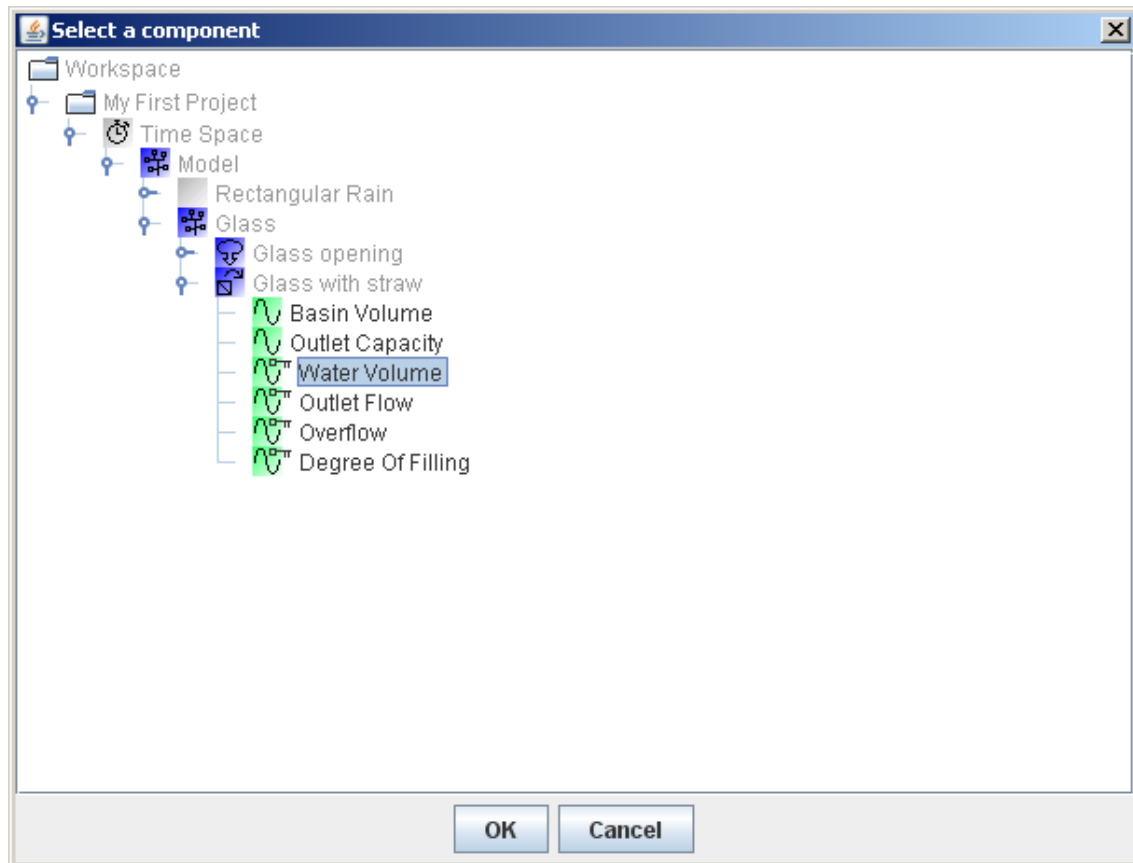 Select a component
Workspace
My First Project
Time Space
Model
Rectangular Rain
Glass
Glass opening
Glass with straw
Basin Volume
Outlet Capacity
Water Volume
Outlet Flow
Overflow
Degree Of Filling
OK Cancel